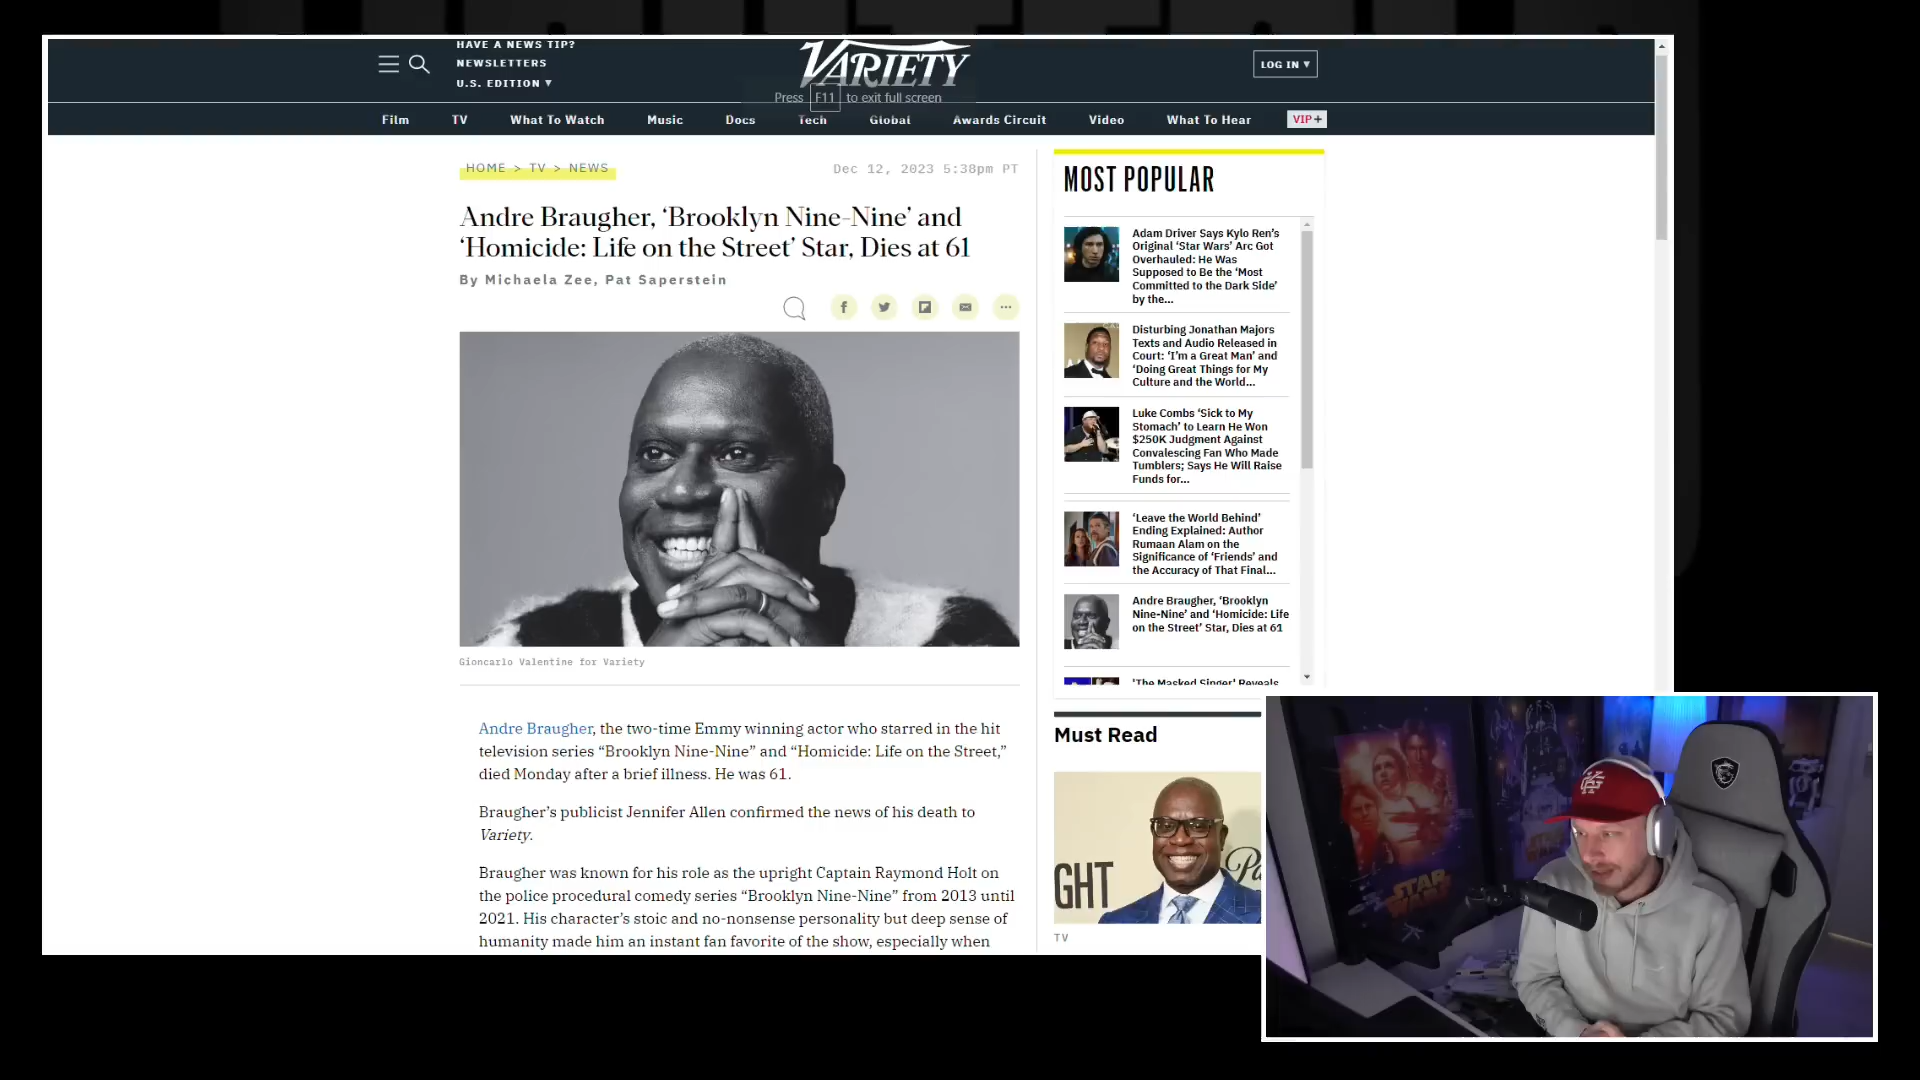 HAVE A NEWS TIP?
NEWSLETTERS
U.S. EDITION ▾
VARIETY
LOG IN ▾
Press F11 to exit full screen
Film TV What To Watch Music Docs Tech Global Awards Circuit Video What To Hear VIP+
HOME > TV > NEWS
Dec 12, 2023 5:38pm PT
Andre Braugher, ‘Brooklyn Nine-Nine’ and
‘Homicide: Life on the Street’ Star, Dies at 61
By Michaela Zee, Pat Saperstein
Gioncarlo Valentine for Variety
Andre Braugher, the two-time Emmy winning actor who starred in the hit
television series “Brooklyn Nine-Nine” and “Homicide: Life on the Street,”
died Monday after a brief illness. He was 61.
Braugher’s publicist Jennifer Allen confirmed the news of his death to
Variety.
Braugher was known for his role as the upright Captain Raymond Holt on
the police procedural comedy series “Brooklyn Nine-Nine” from 2013 until
2021. His character’s stoic and no-nonsense personality but deep sense of
humanity made him an instant fan favorite of the show, especially when
MOST POPULAR
Adam Driver Says Kylo Ren’s
Original ‘Star Wars’ Arc Got
Overhauled: He Was
Supposed to Be the ‘Most
Committed to the Dark Side’
by the...
Disturbing Jonathan Majors
Texts and Audio Released in
Court: ‘I’m a Great Man’ and
‘Doing Great Things for My
Culture and the World...
Luke Combs ‘Sick to My
Stomach’ to Learn He Won
$250K Judgment Against
Convalescing Fan Who Made
Tumblers; Says He Will Raise
Funds for...
‘Leave the World Behind’
Ending Explained: Author
Rumaan Alam on the
Significance of ‘Friends’ and
the Accuracy of That Final...
Andre Braugher, ‘Brooklyn
Nine-Nine’ and ‘Homicide: Life
on the Street’ Star, Dies at 61
'The Masked Singer' Reveals
Must Read
GHT
TV
STAR
WARS